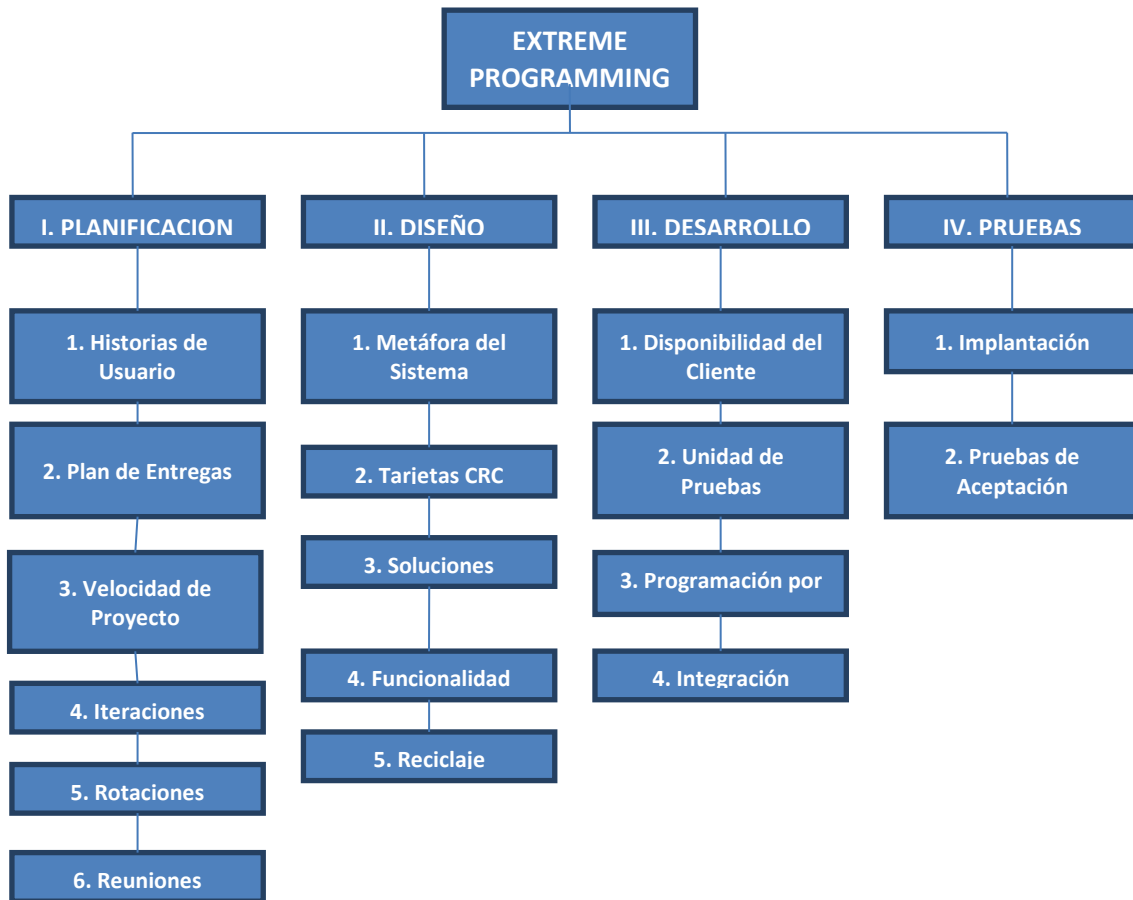 EXTREME
PROGRAMMING
I. PLANIFICACION
1. Historias de
Usuario
2. Plan de Entregas
3. Velocidad de
Proyecto
4. Iteraciones
5. Rotaciones
6. Reuniones
II. DISEÑO
1. Metáfora del
Sistema
2. Tarjetas CRC
3. Soluciones
4. Funcionalidad
5. Reciclaje
III. DESARROLLO
1. Disponibilidad del
Cliente
2. Unidad de
Pruebas
3. Programación por
4. Integración
IV. PRUEBAS
1. Implantación
2. Pruebas de
Aceptación